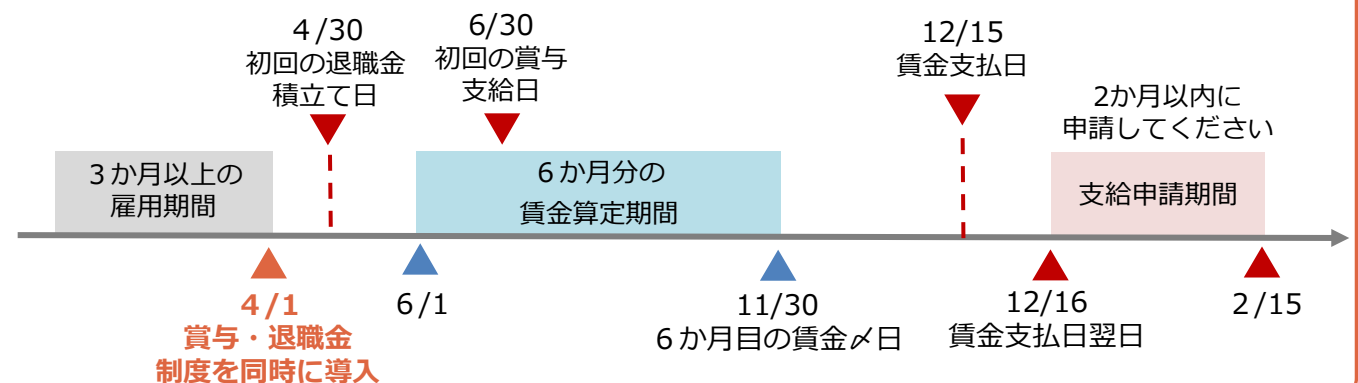 4/30
初回の退職金
積立て日
6/30
初回の賞与
支給日
12/15
賃金支払日
2か月以内に
申請してください
３か月以上の
雇用期間
６か月分の
賃金算定期間
支給申請期間
４/1
賞与・退職金
制度を同時に導入
６/1
11/30
６か月目の賃金〆日
12/16
賃金支払日翌日
2/15